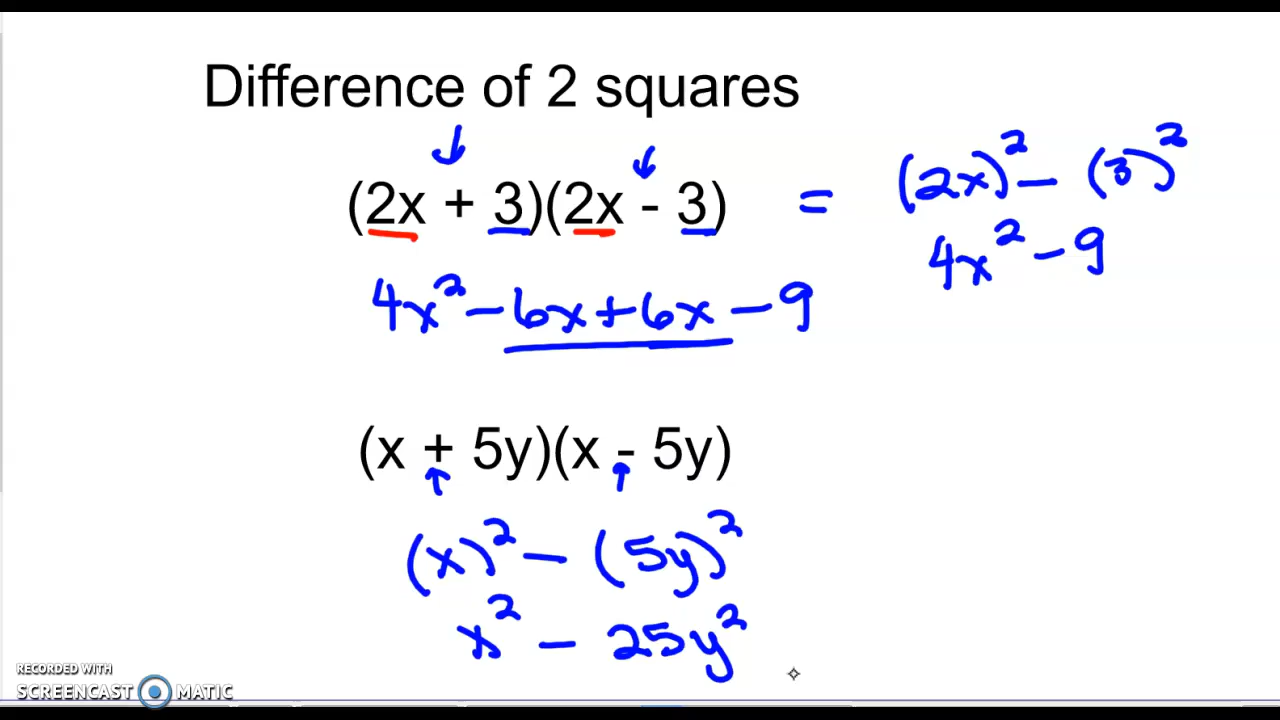 Difference of 2 squares
(2x + 3)(2x - 3) = (2x)² - (3)²
4x² - 9
4x² - 6x + 6x - 9
(x + 5y)(x - 5y)
(x)² - (5y)²
x² - 25y²
RECORDED WITH
SCREENCAST MATIC